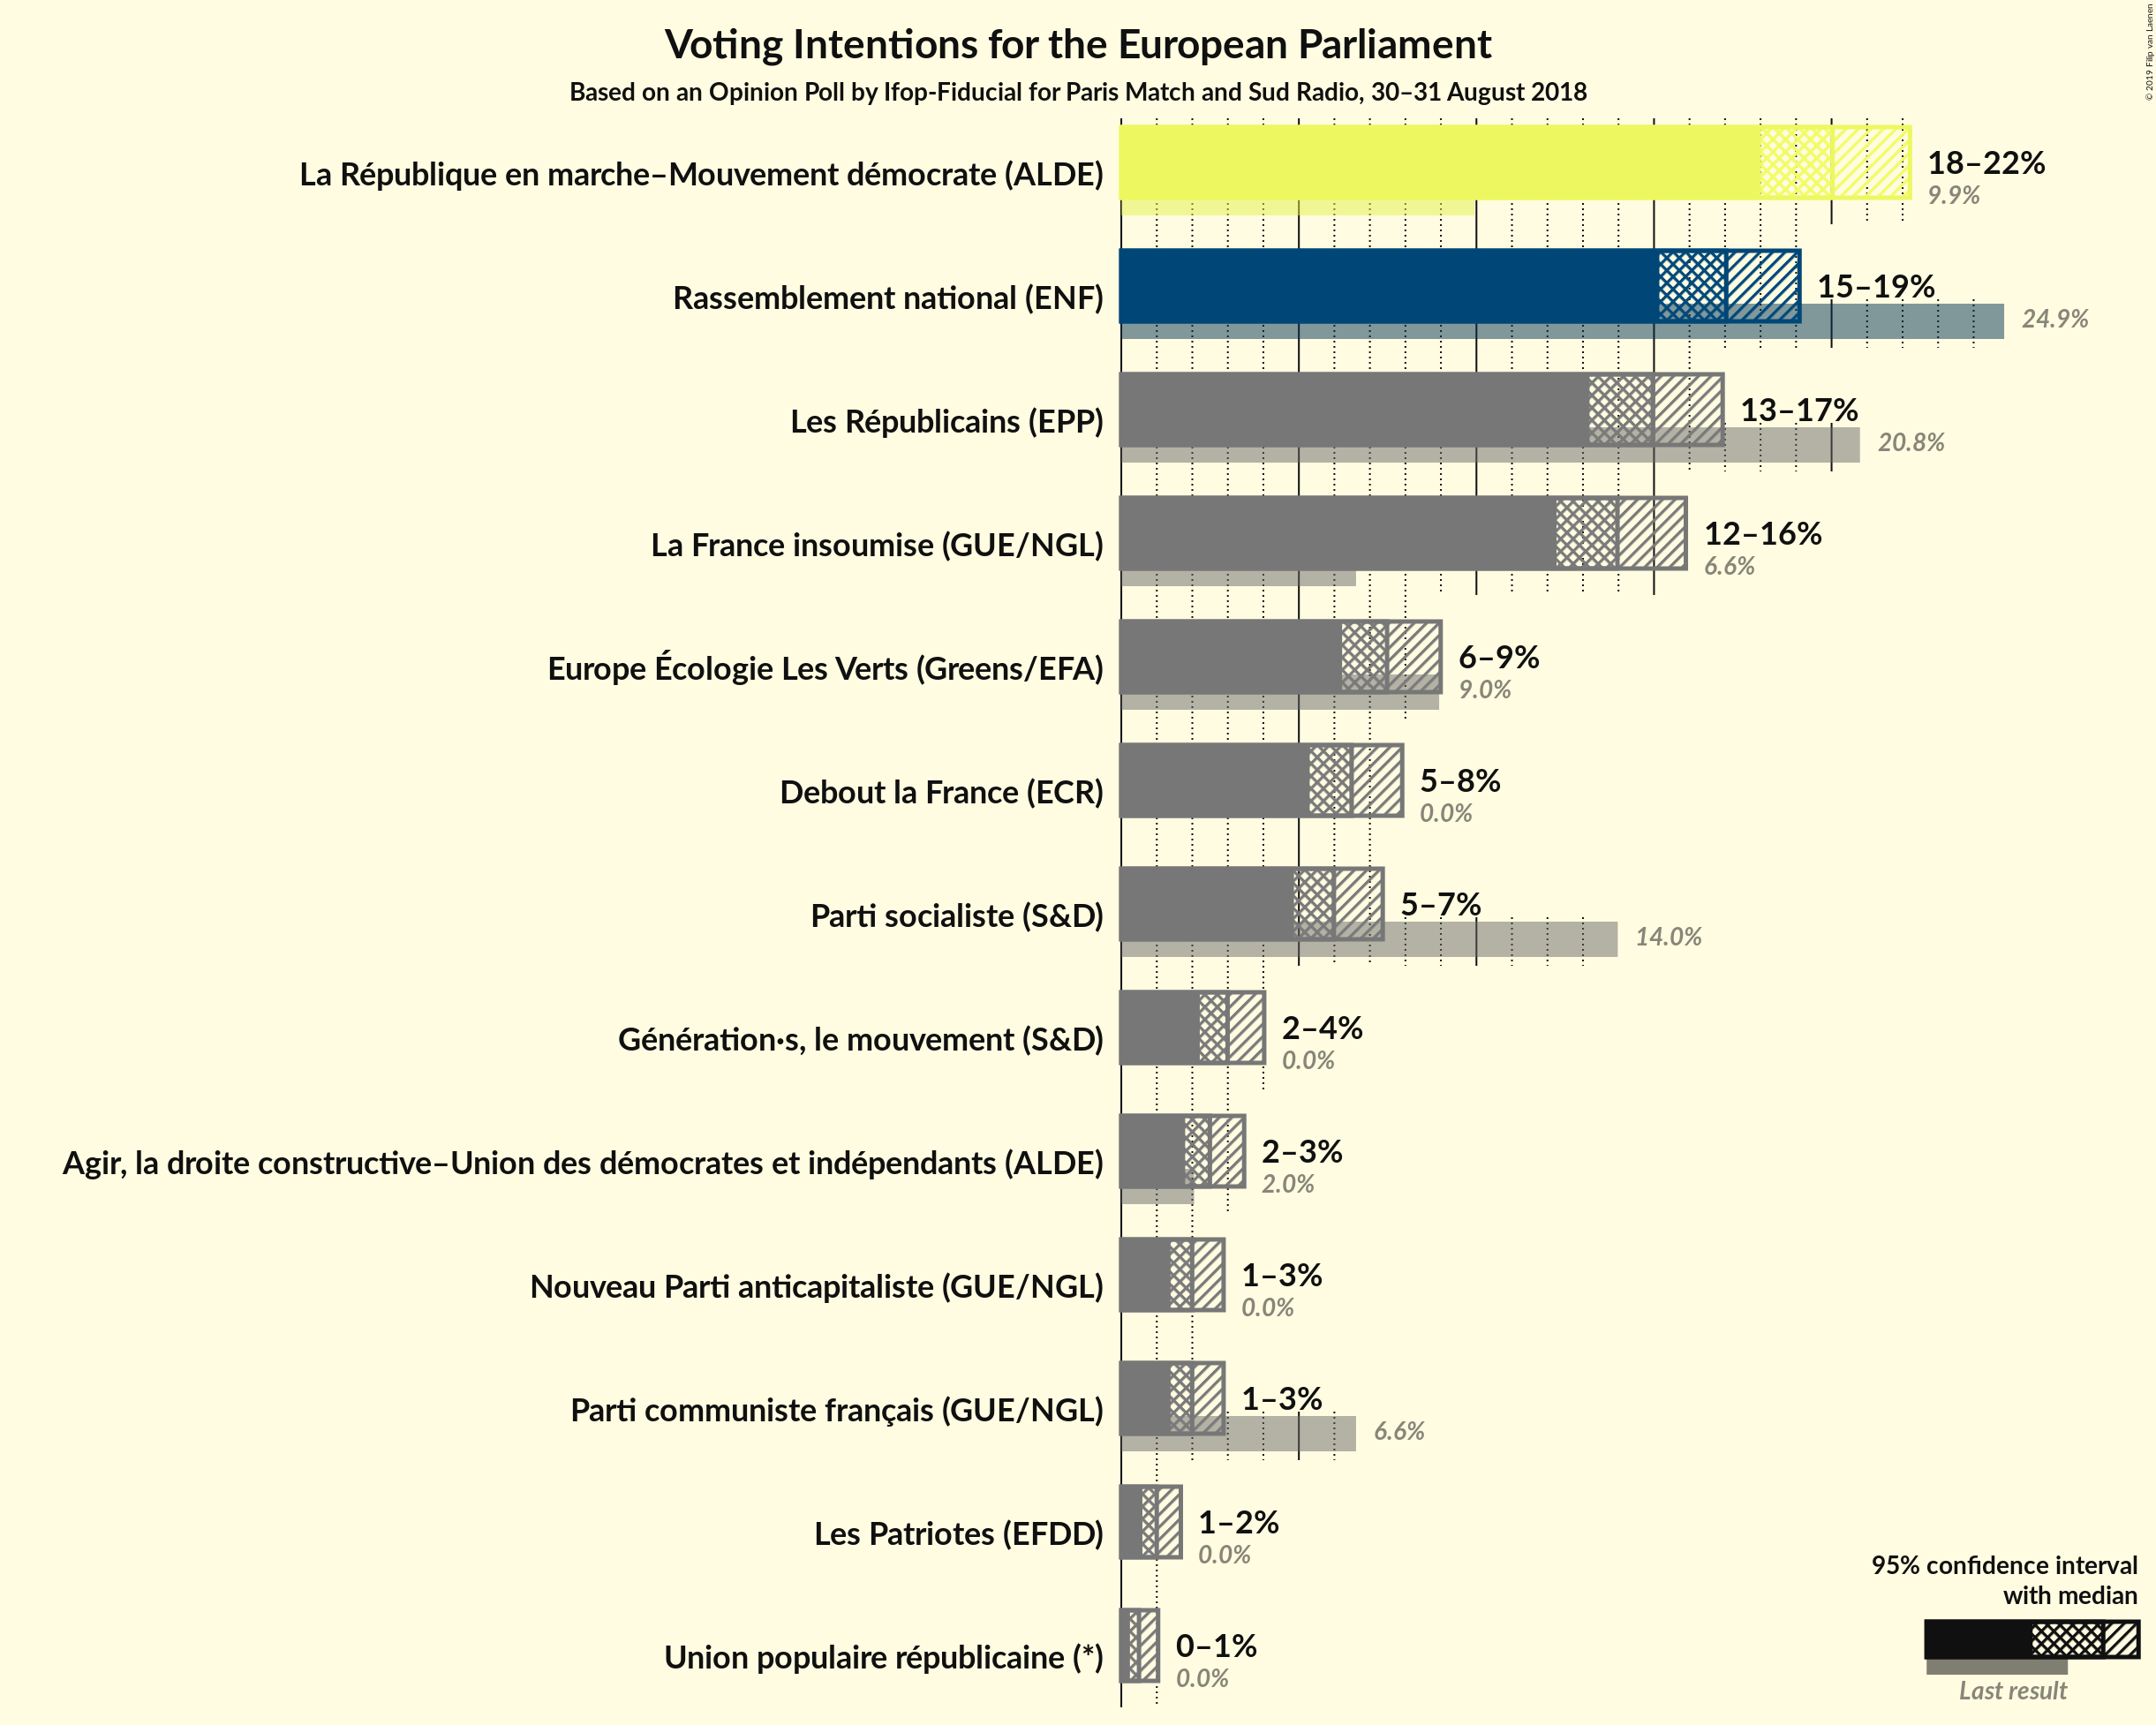 Voting Intentions for the European Parliament
Based on an Opinion Poll by Ifop-Fiducial for Paris Match and Sud Radio, 30–31 August 2018
© 2019 Filip van Laenen
La République en marche–Mouvement démocrate (ALDE)
18–22%
9.9%
Rassemblement national (ENF)
15–19%
24.9%
Les Républicains (EPP)
13–17%
20.8%
La France insoumise (GUE/NGL)
12–16%
6.6%
Europe Écologie Les Verts (Greens/EFA)
6–9%
9.0%
Debout la France (ECR)
5–8%
0.0%
Parti socialiste (S&D)
5–7%
14.0%
Génération·s, le mouvement (S&D)
2–4%
0.0%
Agir, la droite constructive–Union des démocrates et indépendants (ALDE)
2–3%
2.0%
Nouveau Parti anticapitaliste (GUE/NGL)
1–3%
0.0%
Parti communiste français (GUE/NGL)
1–3%
6.6%
Les Patriotes (EFDD)
1–2%
0.0%
Union populaire républicaine (*)
0–1%
0.0%
95% confidence interval
with median
Last result